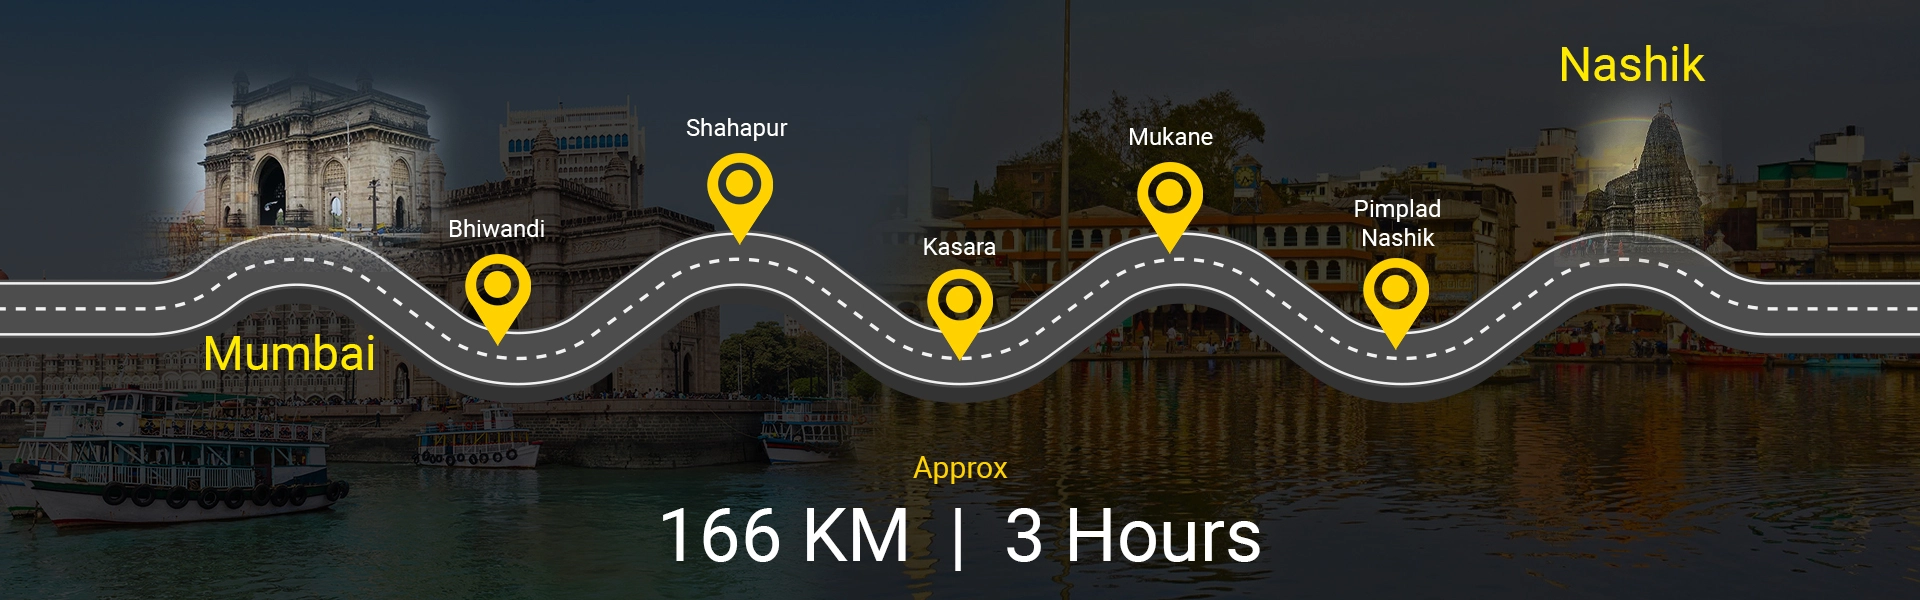 Nashik
Shahapur
Mukane
Pimplad
Nashik
Bhiwandi
Kasara
Mumbai
Approx
166 KM | 3 Hours